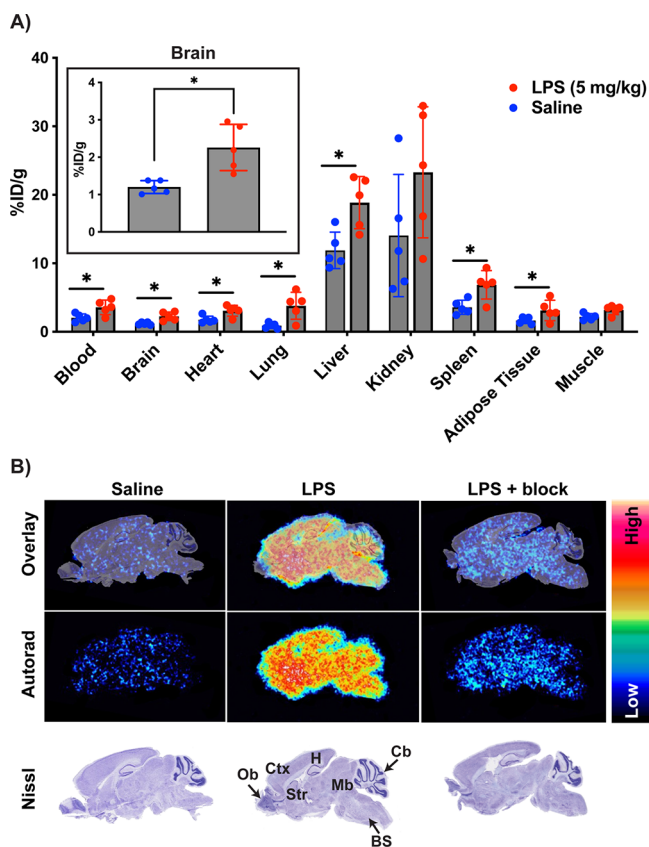 A)
Brain
%ID/g
40
30
20
10
0
%ID/g
4
3
2
1
0
*
LPS (5 mg/kg)
Saline
* * * * * * *
Blood
Brain
Heart
Lung
Liver
Kidney
Spleen
Adipose Tissue
Muscle
B)
Saline LPS LPS + block
Overlay
Autorad
High
Low
Nissl
Ob
Ctx
H
Str
Mb
Cb
BS